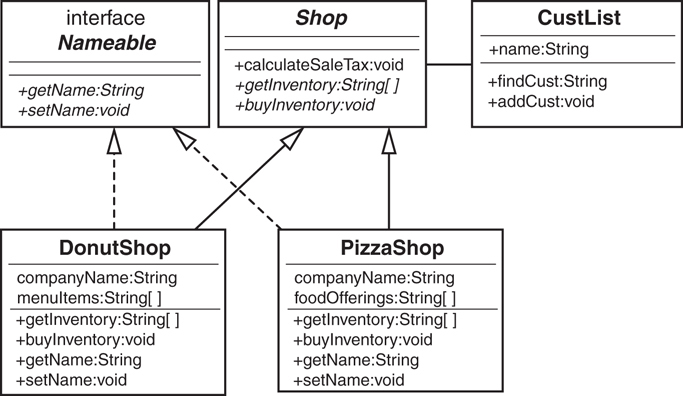 interface
Nameable
+getName:String
+setName:void
Shop
+calculateSaleTax:void
+getInventory:String[ ]
+buyInventory:void
CustList
+name:String
+findCust:String
+addCust:void
DonutShop
companyName:String
menuItems:String[ ]
+getInventory:String[ ]
+buyInventory:void
+getName:String
+setName:void
PizzaShop
companyName:String
foodOfferings:String[ ]
+getInventory:String[ ]
+buyInventory:void
+getName:String
+setName:void